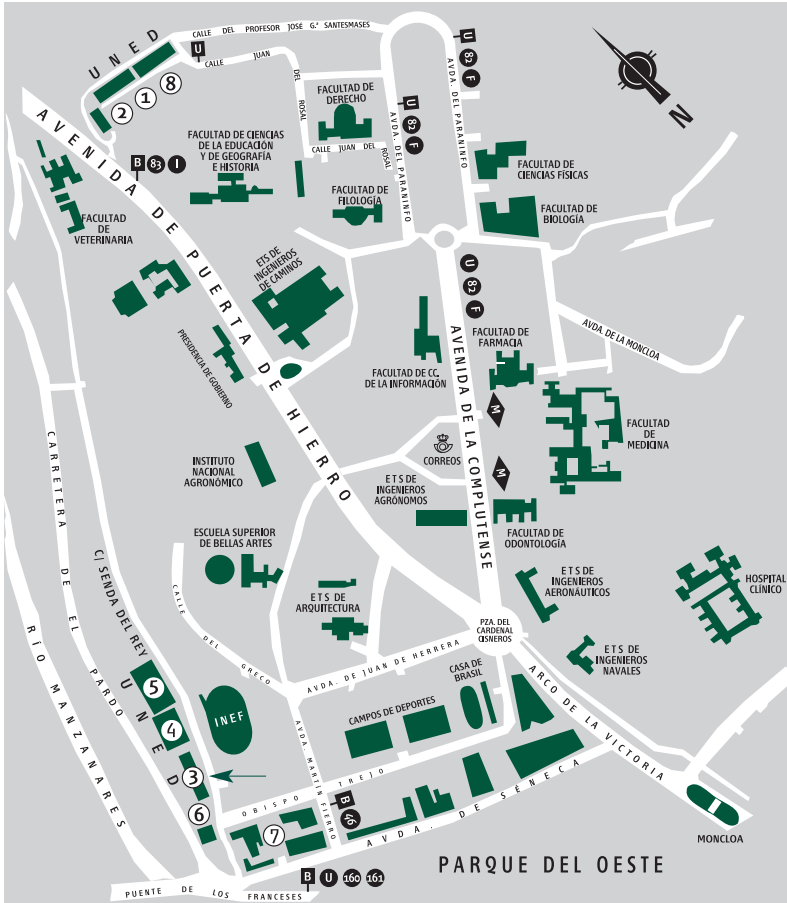 CALLE DEL PROFESOR JOSÉ G.ª SANTESMASES
UNED
U
CALLE JUAN
DEL ROSAL
2
1
8
U
82
F
AVDA. DEL PARANINFO
U
82
F
AVDA. DEL PARANINFO
N
FACULTAD DE
DERECHO
CALLE JUAN DEL
ROSAL
FACULTAD DE CIENCIAS
DE LA EDUCACIÓN
Y DE GEOGRAFÍA
E HISTORIA
B
83
I
AVENIDA DE PUERTA DE HIERRO
FACULTAD DE
CIENCIAS FÍSICAS
FACULTAD DE
FILOLOGÍA
FACULTAD DE
BIOLOGÍA
FACULTAD
DE
VETERINARIA
ETS DE
INGENIEROS
DE CAMINOS
U
82
F
AVENIDA DE LA COMPLUTENSE
AVDA. DE LA MONCLOA
PRESIDENCIA DE GOBIERNO
FACULTAD DE
FARMACIA
FACULTAD DE CC.
DE LA INFORMACIÓN
M
FACULTAD
DE
MEDICINA
CORREOS
M
INSTITUTO
NACIONAL
AGRONÓMICO
E T S DE
INGENIEROS
AGRÓNOMOS
FACULTAD DE
ODONTOLOGÍA
CARRETERA DE EL PARDO
ESCUELA SUPERIOR
DE BELLAS ARTES
C/ SENDA DEL REY
CALLE DEL GRECO
E T S DE
ARQUITECTURA
E T S DE
INGENIEROS
AERONÁUTICOS
HOSPITAL
CLÍNICO
PZA. DEL
CARDENAL
CISNEROS
E T S DE
INGENIEROS
NAVALES
RÍO MANZANARES
AVDA. DE JUAN DE HERRERA
CASA DE
BRASIL
ARCO DE LA VICTORIA
UNED
5
4
3
6
INEF
CAMPOS DE DEPORTES
AVDA. MARTÍN FIERRO
OBISPO TREJO
B
46
7
AVDA. DE SÉNECA
MONCLOA
PARQUE DEL OESTE
B
U
160
161
PUENTE DE LOS FRANCESES